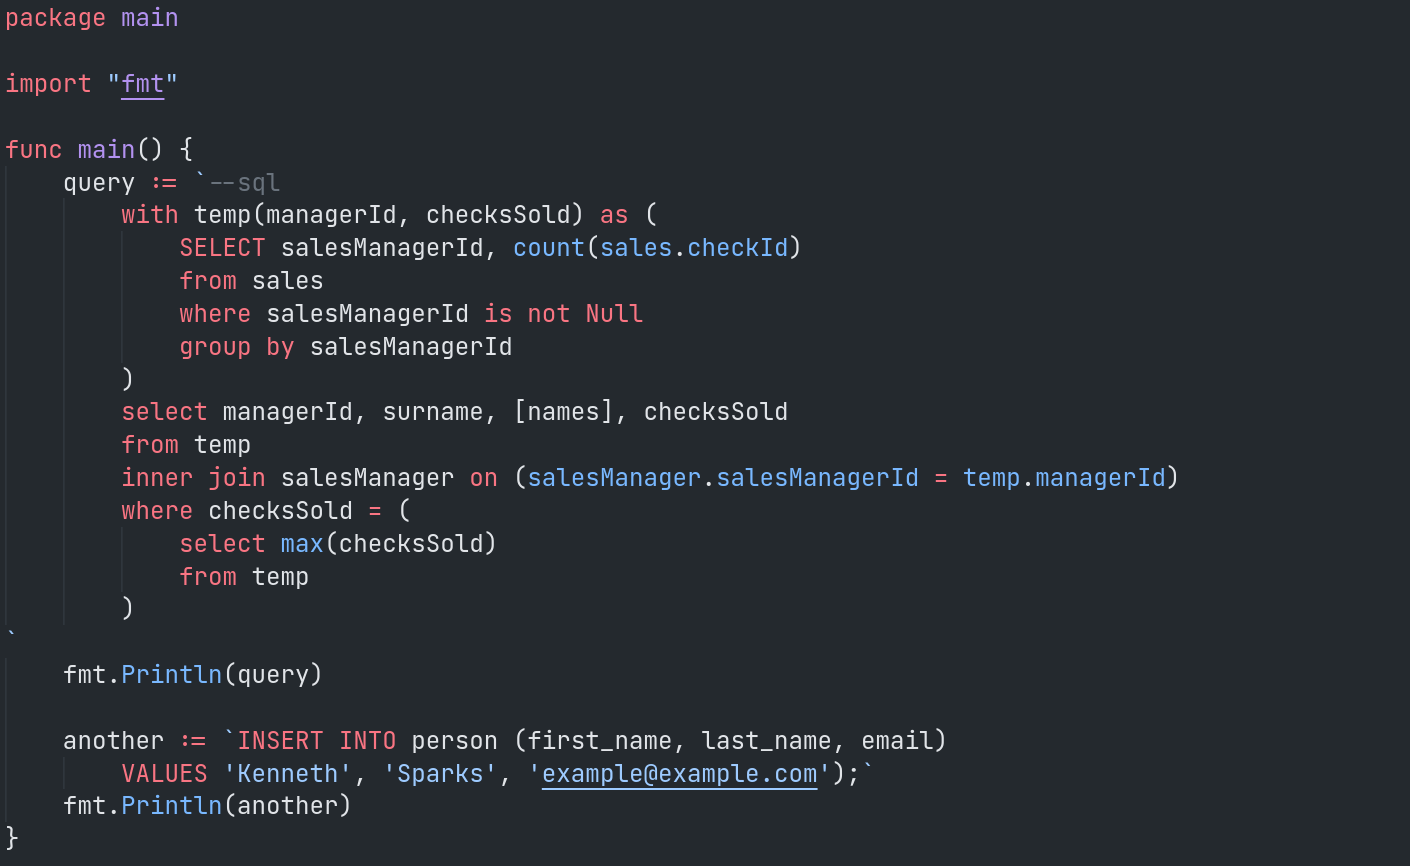 package main

import "fmt"

func main() {
    query := `--sql
        with temp(managerId, checksSold) as (
            SELECT salesManagerId, count(sales.checkId)
            from sales
            where salesManagerId is not Null
            group by salesManagerId
        )
        select managerId, surname, [names], checksSold
        from temp
        inner join salesManager on (salesManager.salesManagerId = temp.managerId)
        where checksSold = (
            select max(checksSold)
            from temp
        )
`
    fmt.Println(query)

    another := `INSERT INTO person (first_name, last_name, email)
        VALUES 'Kenneth', 'Sparks', 'example@example.com');`
    fmt.Println(another)
}